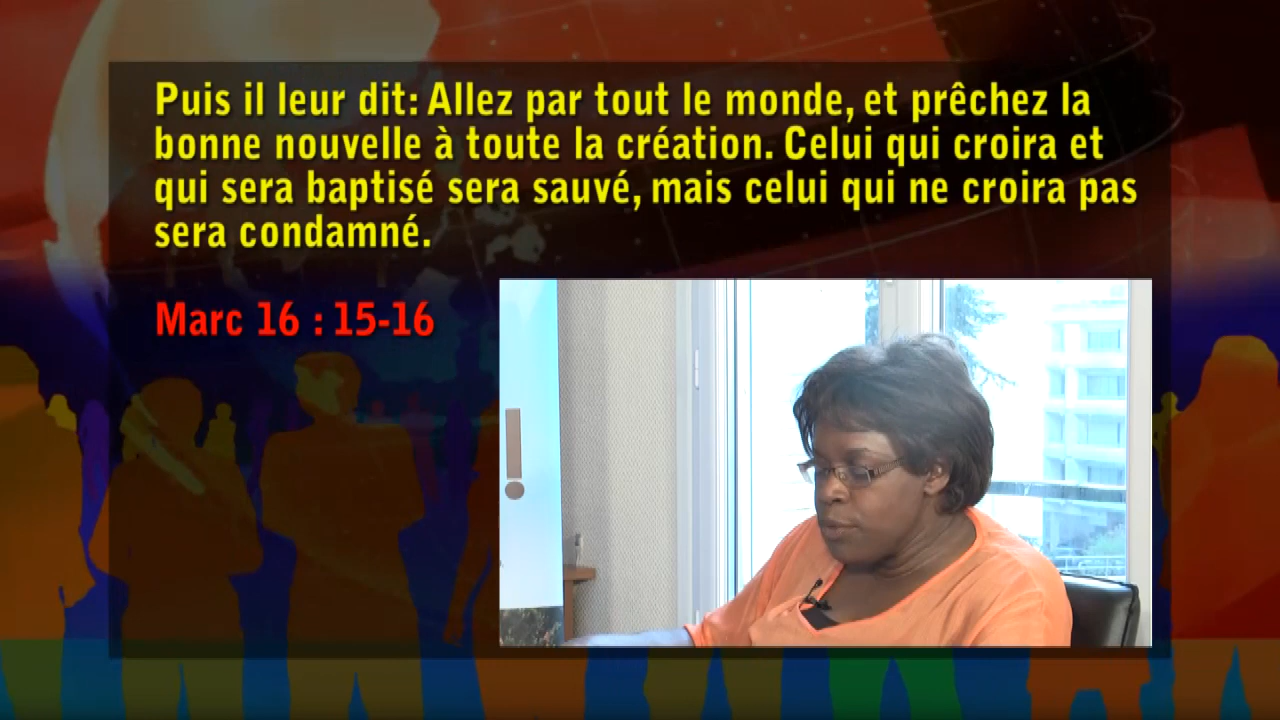 Puis il leur dit: Allez par tout le monde, et prêchez la
bonne nouvelle à toute la création. Celui qui croira et
qui sera baptisé sera sauvé, mais celui qui ne croira pas
sera condamné.
Marc 16 : 15-16